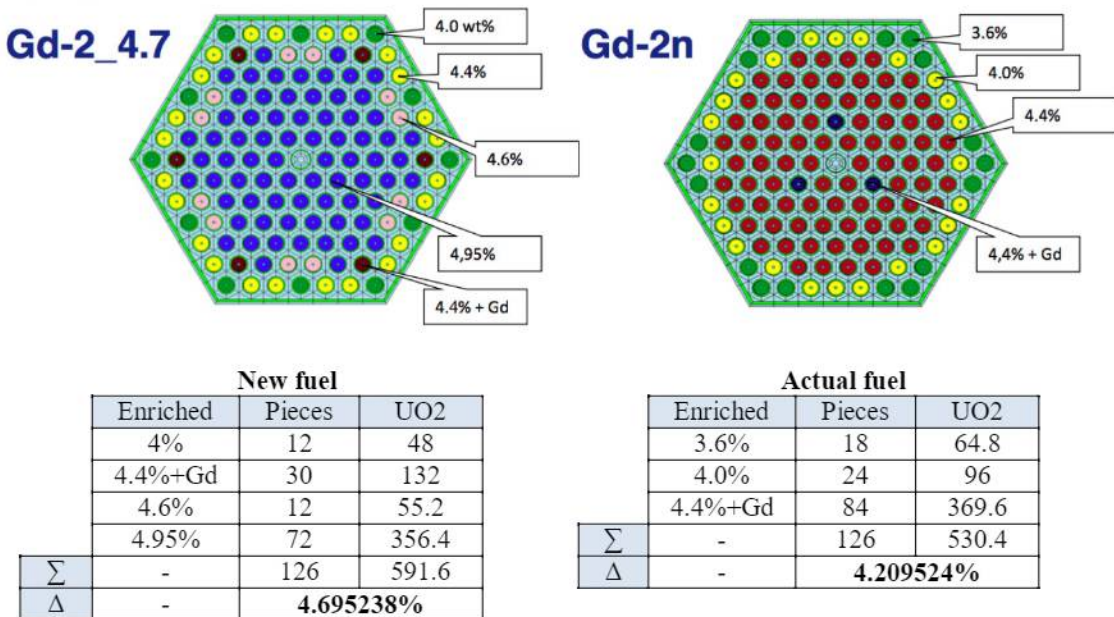 Gd-2_4.7
4.0 wt%
4.4%
4.6%
4,95%
4.4% + Gd
Gd-2n
3.6%
4.0%
4.4%
4,4% + Gd
New fuel
Enriched Pieces UO2
4% 12 48
4.4%+Gd 30 132
4.6% 12 55.2
4.95% 72 356.4
Σ - 126 591.6
Δ - 4.695238%
Actual fuel
Enriched Pieces UO2
3.6% 18 64.8
4.0% 24 96
4.4%+Gd 84 369.6
Σ - 126 530.4
Δ - 4.209524%